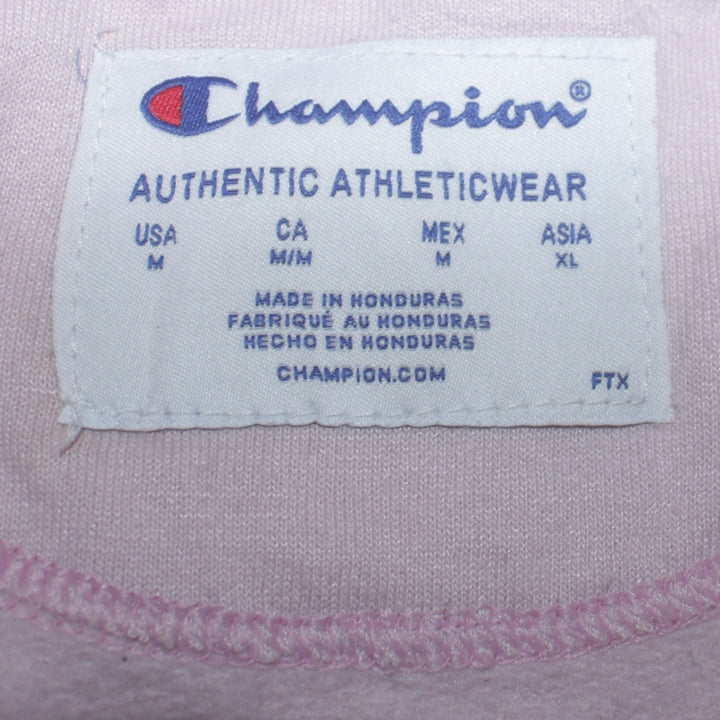 Champion®
AUTHENTIC ATHLETICWEAR
USA CA MEX ASIA
M M/M M XL
MADE IN HONDURAS
FABRIQUÉ AU HONDURAS
HECHO EN HONDURAS
CHAMPION.COM
FTX